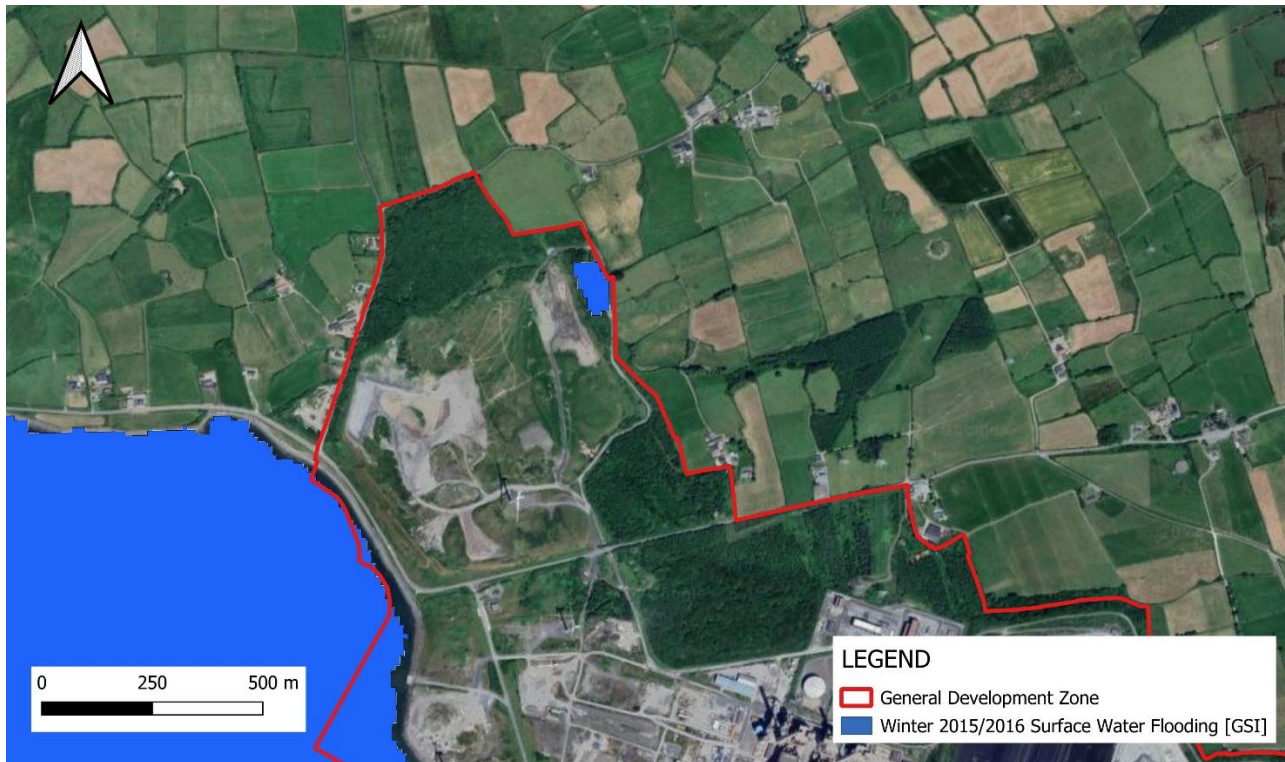 0 250 500 m
LEGEND
General Development Zone
Winter 2015/2016 Surface Water Flooding [GSI]